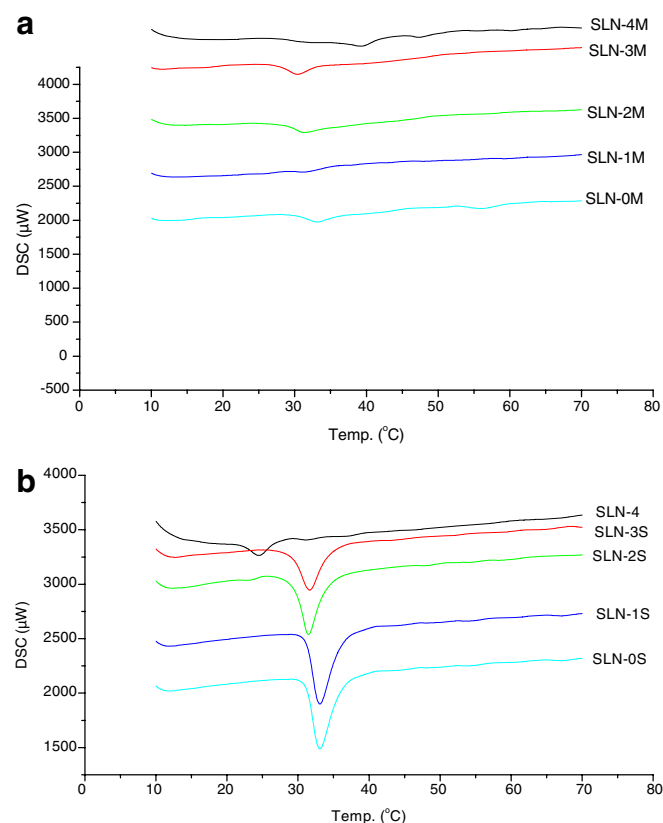 a
SLN-4M
SLN-3M
SLN-2M
SLN-1M
SLN-0M
4000
3500
3000
2500
2000
1500
1000
500
0
-500
DSC (µW)
0 10 20 30 40 50 60 70 80
Temp. (°C)
b
4000
3500
3000
2500
2000
1500
DSC (µW)
SLN-4
SLN-3S
SLN-2S
SLN-1S
SLN-0S
0 10 20 30 40 50 60 70 80
Temp. (°C)